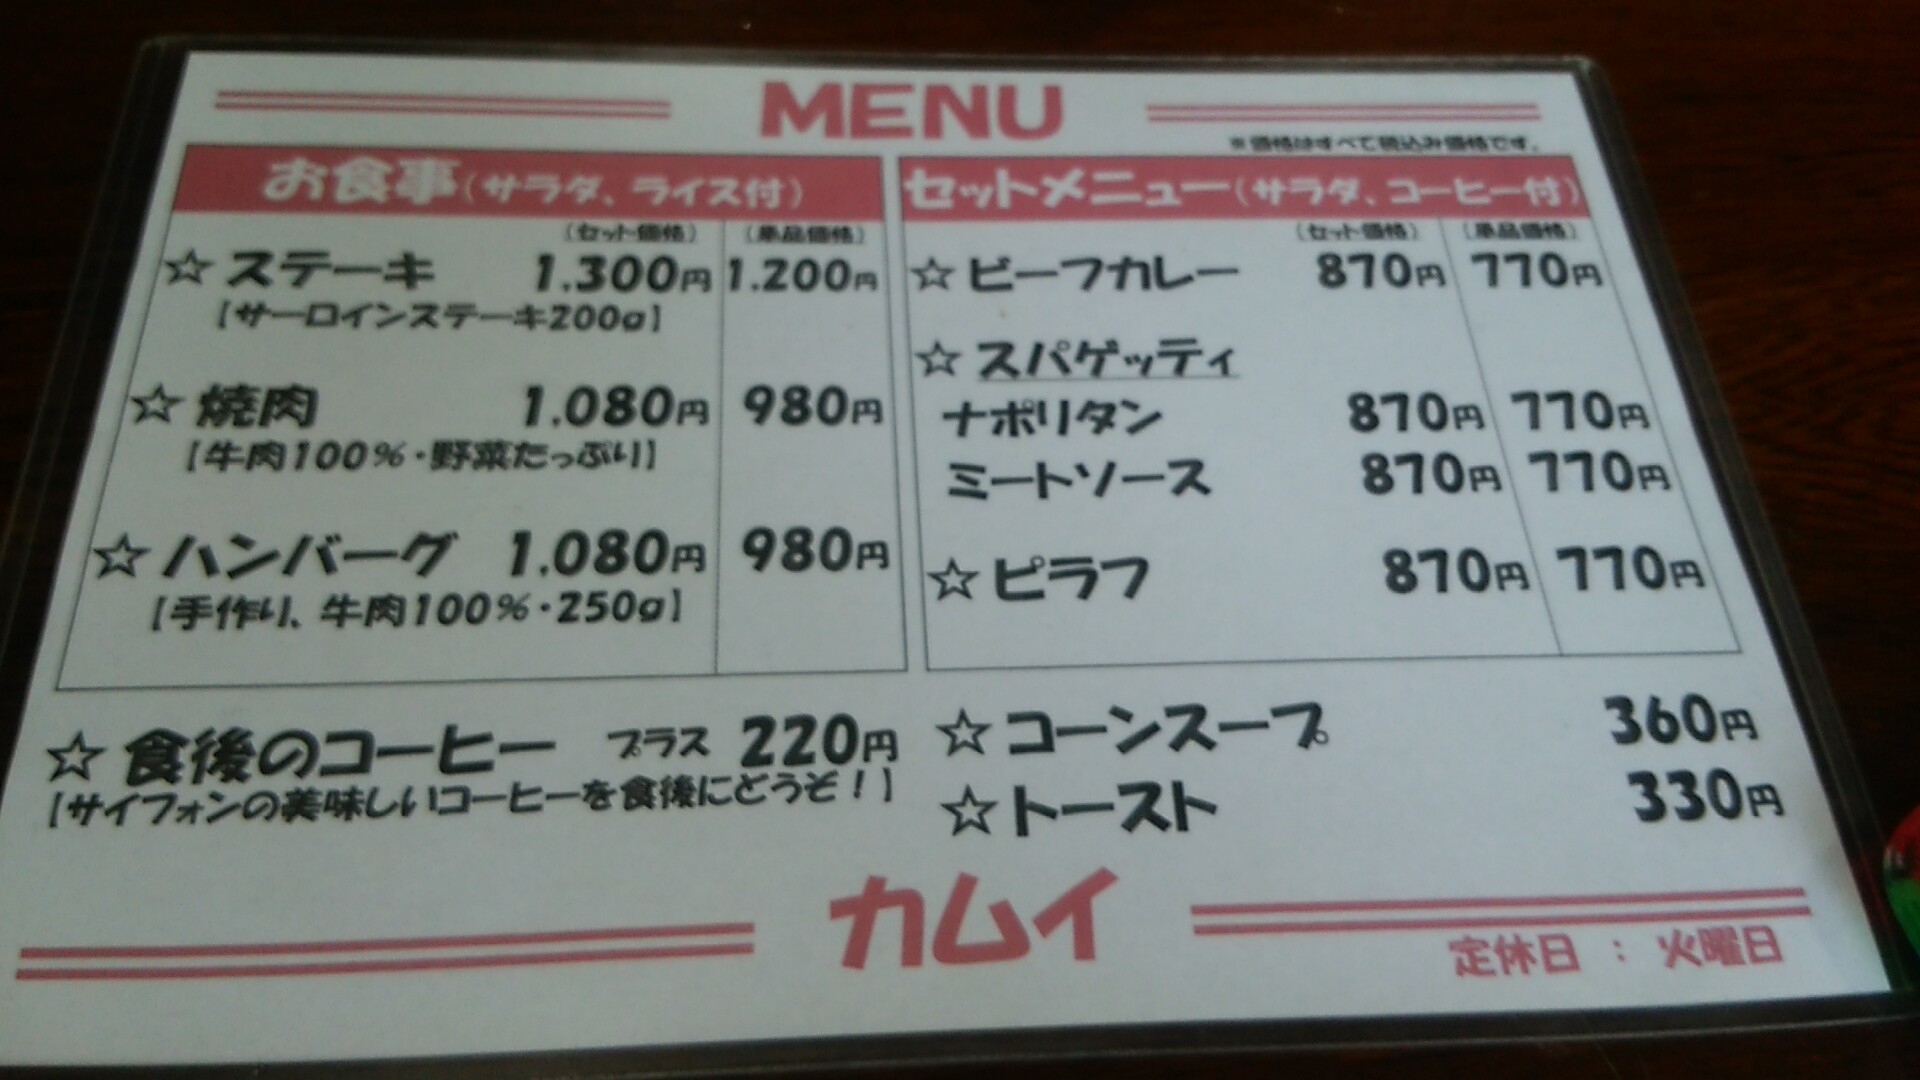 MENU
※価格はすべて税込み価格です。
お食事(サラダ、ライス付)
(セット価格) (単品価格)
☆ステーキ 1.300円 1.200円
【サーロインステーキ200g】
☆焼肉 1.080円 980円
【牛肉100%・野菜たっぷり】
☆ハンバーグ 1.080円 980円
【手作り、牛肉100%・250g】
セットメニュー(サラダ、コーヒー付)
(セット価格) (単品価格)
☆ビーフカレー 870円 770円
☆スパゲッティ
ナポリタン 870円 770円
ミートソース 870円 770円
☆ピラフ 870円 770円
☆食後のコーヒー プラス 220円
【サイフォンの美味しいコーヒーを食後にどうぞ!】
☆コーンスープ 360円
☆トースト 330円
カムイ
定休日 : 火曜日